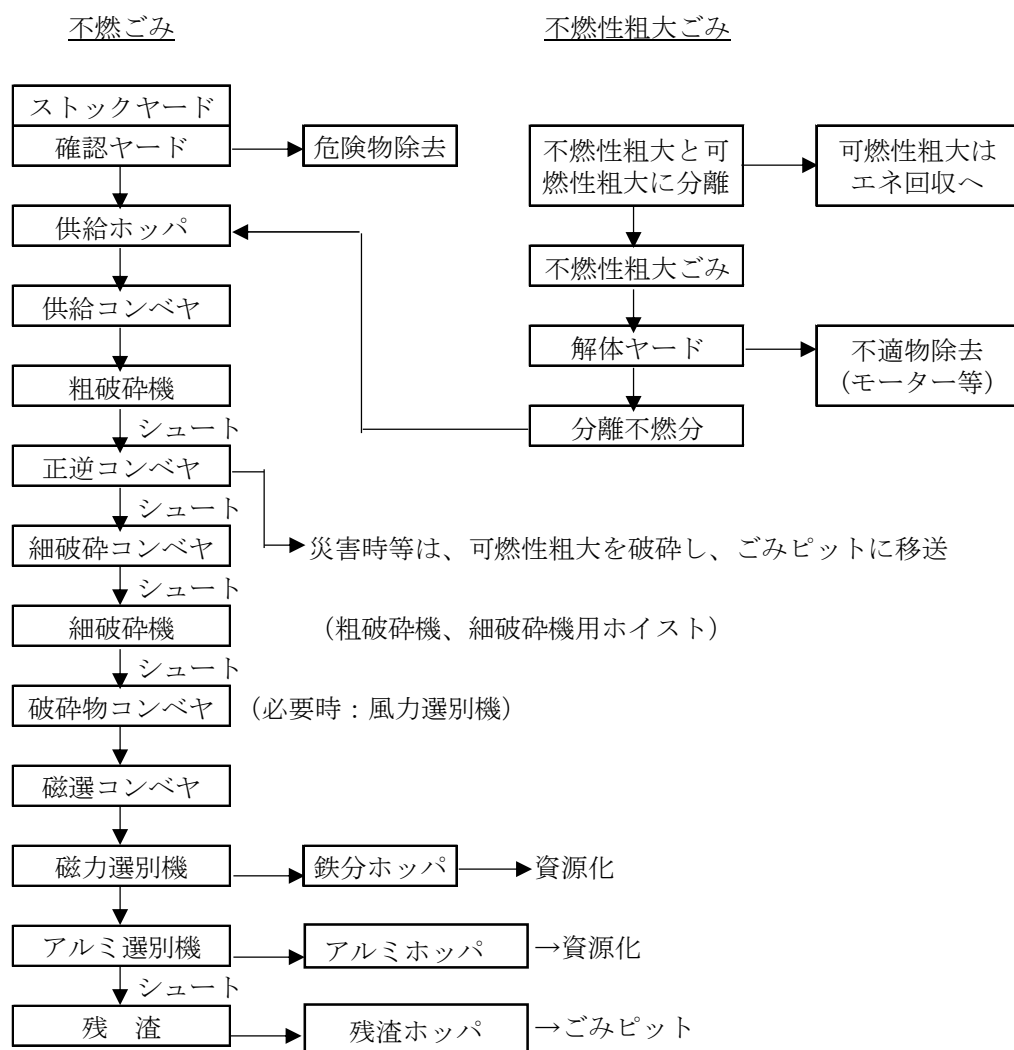 不燃ごみ
不燃性粗大ごみ
ストックヤード
確認ヤード
危険物除去
供給ホッパ
供給コンベヤ
粗破砕機
シュート
正逆コンベヤ
シュート
細破砕コンベヤ
シュート
細破砕機
シュート
破砕物コンベヤ
(必要時：風力選別機)
磁選コンベヤ
磁力選別機
鉄分ホッパ
資源化
アルミ選別機
アルミホッパ
→資源化
シュート
残　渣
残渣ホッパ
→ごみピット
不燃性粗大と可
燃性粗大に分離
可燃性粗大は
エネ回収へ
不燃性粗大ごみ
解体ヤード
不適物除去
(モーター等)
分離不燃分
災害時等は、可燃性粗大を破砕し、ごみピットに移送
(粗破砕機、細破砕機用ホイスト)